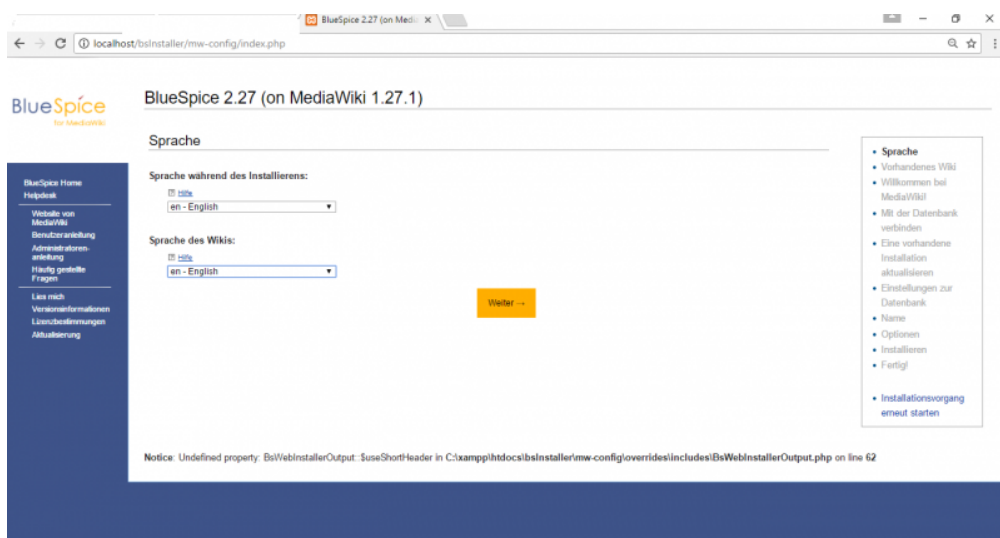 BlueSpice 2.27 (on Medi
localhost/bsInstaller/mw-config/index.php
BlueSpice
for MediaWiki
BlueSpice 2.27 (on MediaWiki 1.27.1)
Sprache
Sprache während des Installierens:
Hilfe
en - English
Sprache des Wikis:
Hilfe
en - English
Weiter →
BlueSpice Home
Helpdesk
Website von
MediaWiki
Benutzeranleitung
Administratoren-
anleitung
Häufig gestellte
Fragen
Lies mich
Versionsinformationen
Lizenzbestimmungen
Aktualisierung
• Sprache
• Vorhandenes Wiki
• Willkommen bei
MediaWiki!
• Mit der Datenbank
verbinden
• Eine vorhandene
Installation
aktualisieren
• Einstellungen zur
Datenbank
• Name
• Optionen
• Installieren
• Fertig!
• Installationsvorgang
erneut starten
Notice: Undefined property: BsWebInstallerOutput::$useShortHeader in C:\xampp\htdocs\bsInstaller\mw-config\overrides\includes\BsWebInstallerOutput.php on line 62